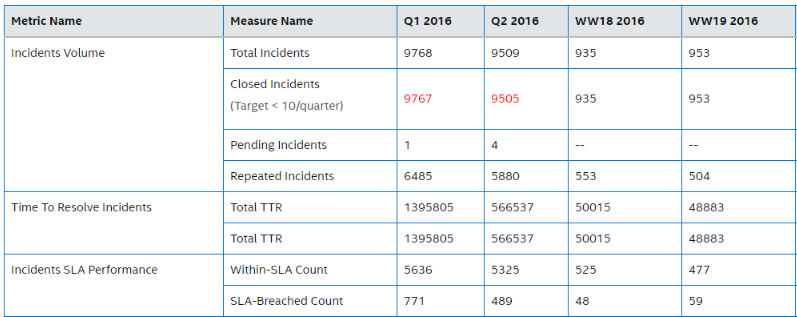 Metric Name Measure Name Q1 2016 Q2 2016 WW18 2016 WW19 2016
Incidents Volume Total Incidents 9768 9509 935 953
Closed Incidents
(Target < 10/quarter) 9767 9505 935 953
Pending Incidents 1 4 -- --
Repeated Incidents 6485 5880 553 504
Time To Resolve Incidents Total TTR 1395805 566537 50015 48883
Total TTR 1395805 566537 50015 48883
Incidents SLA Performance Within-SLA Count 5636 5325 525 477
SLA-Breached Count 771 489 48 59